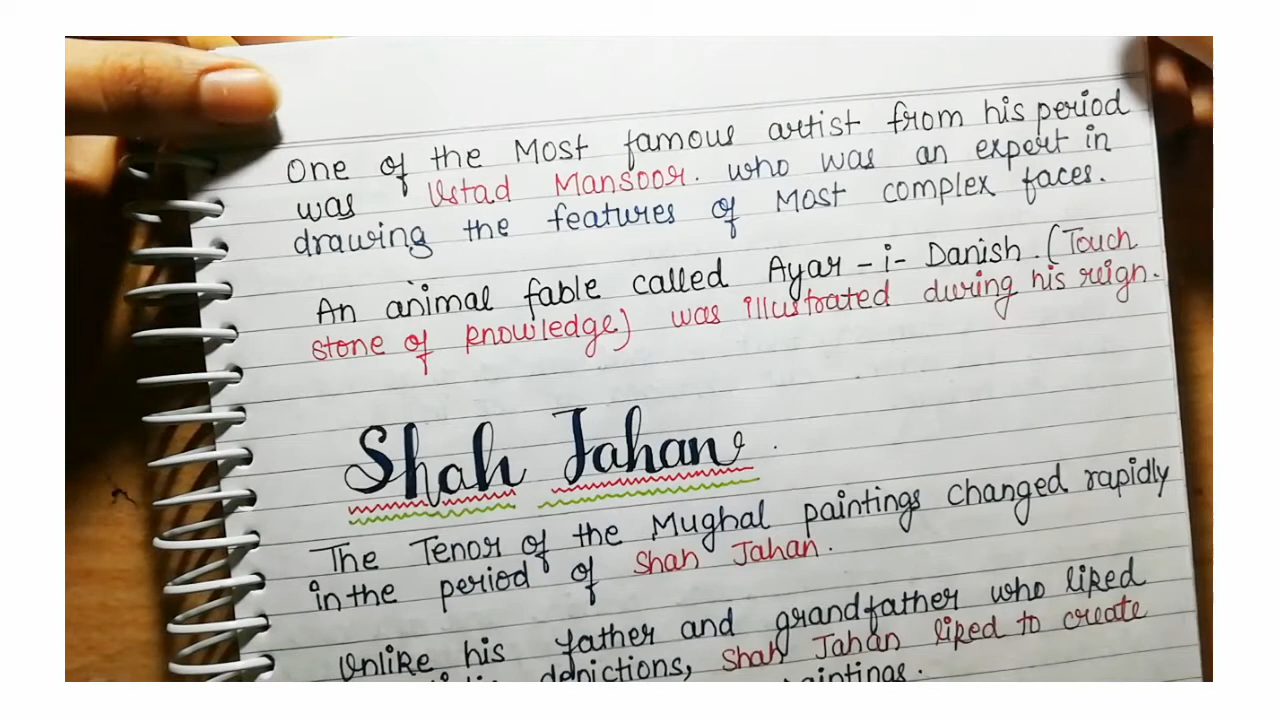 One of the Most famous artist from his period
was Ustad Mansoor. who was an expert in
drawing the features of Most complex faces.
An animal fable called Ayar-i-Danish. (Touch
stone of knowledge) was illustrated during his reign.
Shah Jahan
The Tenor of the Mughal paintings changed rapidly
in the period of Shah Jahan.
Unlike his father and grandfather who liked
depictions, Shah Jahan liked to create
paintings.